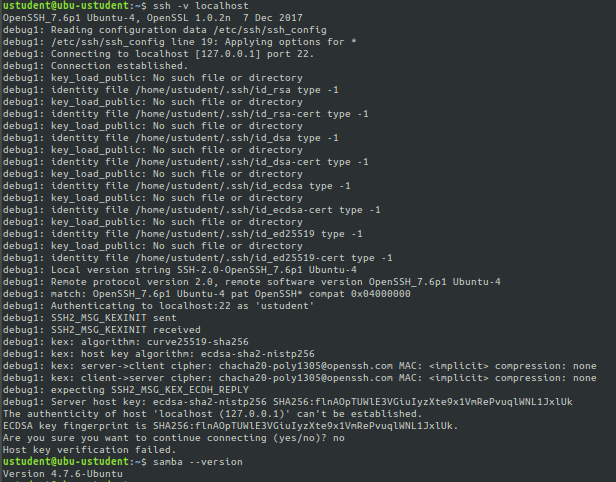 ustudent@ubu-ustudent:~$ ssh -v localhost
OpenSSH_7.6p1 Ubuntu-4, OpenSSL 1.0.2n  7 Dec 2017
debug1: Reading configuration data /etc/ssh/ssh_config
debug1: /etc/ssh/ssh_config line 19: Applying options for *
debug1: Connecting to localhost [127.0.0.1] port 22.
debug1: Connection established.
debug1: key_load_public: No such file or directory
debug1: identity file /home/ustudent/.ssh/id_rsa type -1
debug1: key_load_public: No such file or directory
debug1: identity file /home/ustudent/.ssh/id_rsa-cert type -1
debug1: key_load_public: No such file or directory
debug1: identity file /home/ustudent/.ssh/id_dsa type -1
debug1: key_load_public: No such file or directory
debug1: identity file /home/ustudent/.ssh/id_dsa-cert type -1
debug1: key_load_public: No such file or directory
debug1: identity file /home/ustudent/.ssh/id_ecdsa type -1
debug1: key_load_public: No such file or directory
debug1: identity file /home/ustudent/.ssh/id_ecdsa-cert type -1
debug1: key_load_public: No such file or directory
debug1: identity file /home/ustudent/.ssh/id_ed25519 type -1
debug1: key_load_public: No such file or directory
debug1: identity file /home/ustudent/.ssh/id_ed25519-cert type -1
debug1: Local version string SSH-2.0-OpenSSH_7.6p1 Ubuntu-4
debug1: Remote protocol version 2.0, remote software version OpenSSH_7.6p1 Ubuntu-4
debug1: match: OpenSSH_7.6p1 Ubuntu-4 pat OpenSSH* compat 0x04000000
debug1: Authenticating to localhost:22 as 'ustudent'
debug1: SSH2_MSG_KEXINIT sent
debug1: SSH2_MSG_KEXINIT received
debug1: kex: algorithm: curve25519-sha256
debug1: kex: host key algorithm: ecdsa-sha2-nistp256
debug1: kex: server->client cipher: chacha20-poly1305@openssh.com MAC: <implicit> compression: none
debug1: kex: client->server cipher: chacha20-poly1305@openssh.com MAC: <implicit> compression: none
debug1: expecting SSH2_MSG_KEX_ECDH_REPLY
debug1: Server host key: ecdsa-sha2-nistp256 SHA256:flnAOpTUWlE3VGiuIyzXte9x1VmRePvuqlWNL1JxlUk
The authenticity of host 'localhost (127.0.0.1)' can't be established.
ECDSA key fingerprint is SHA256:flnAOpTUWlE3VGiuIyzXte9x1VmRePvuqlWNL1JxlUk.
Are you sure you want to continue connecting (yes/no)? no
Host key verification failed.
ustudent@ubu-ustudent:~$ samba --version
Version 4.7.6-Ubuntu